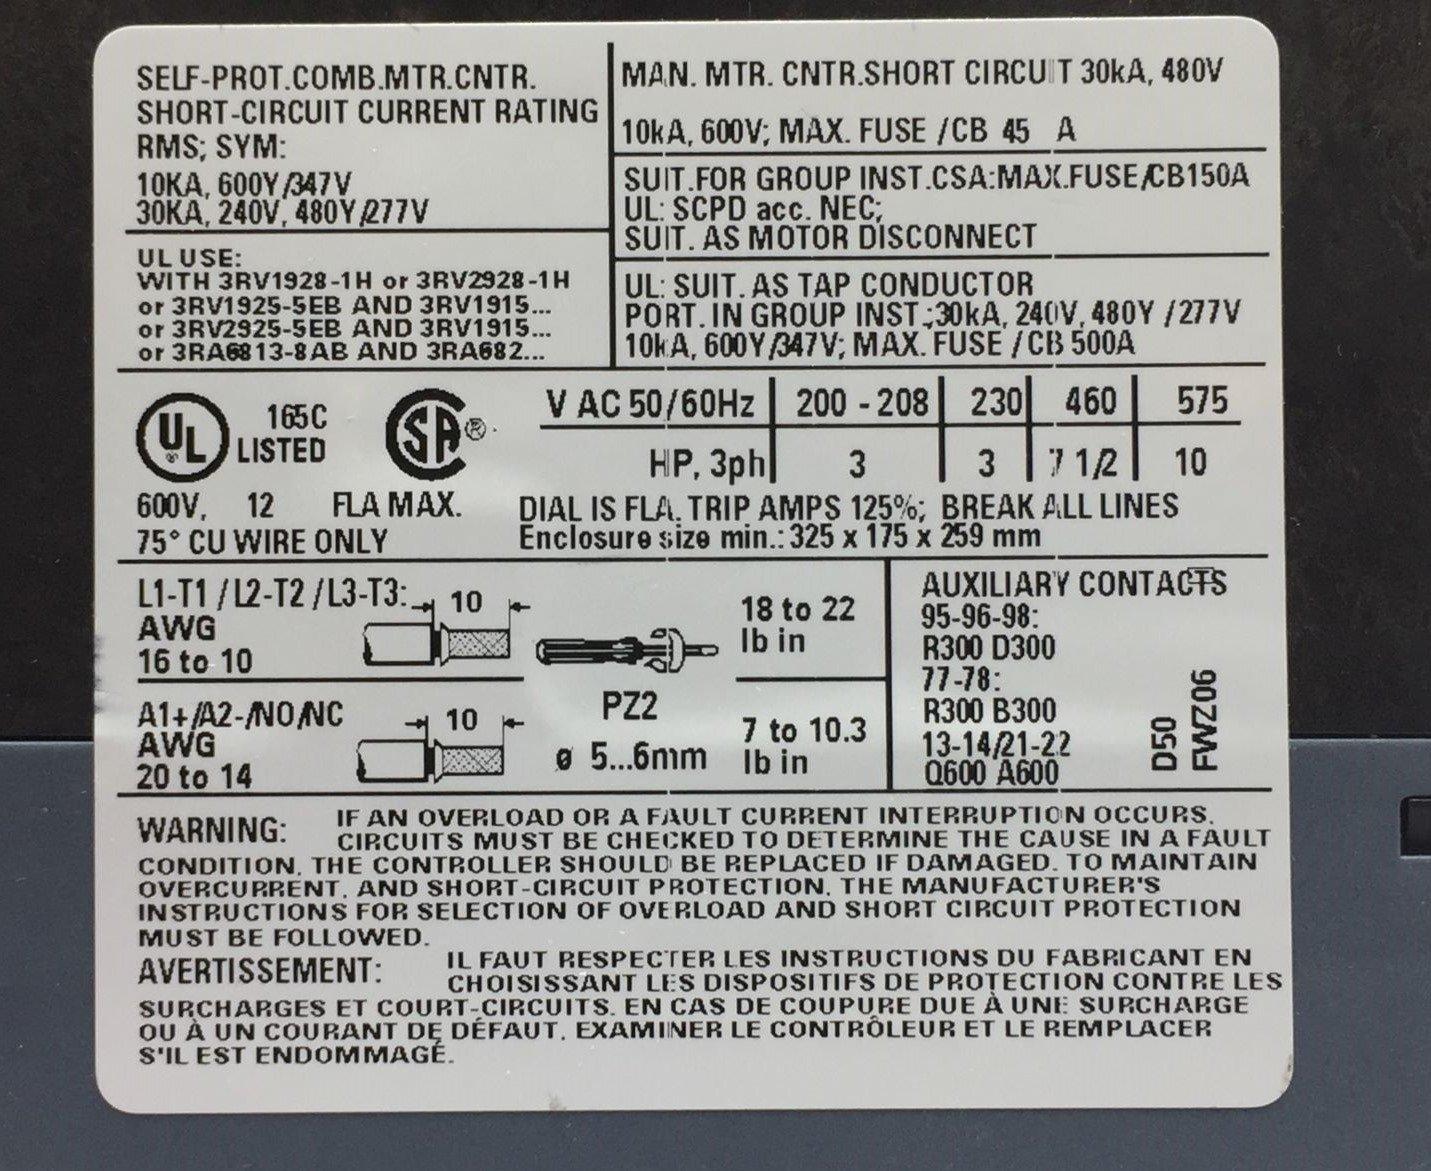 SELF-PROT.COMB.MTR.CNTR.
SHORT-CIRCUIT CURRENT RATING
RMS; SYM:
10KA, 600Y/347V
30KA, 240V, 480Y/277V
MAN. MTR. CNTR.SHORT CIRCUIT 30kA, 480V
10kA, 600V; MAX. FUSE /CB 45 A
SUIT.FOR GROUP INST.CSA:MAX.FUSE/CB150A
UL: SCPD acc. NEC;
SUIT. AS MOTOR DISCONNECT
UL USE:
WITH 3RV1928-1H or 3RV2928-1H
or 3RV1925-5EB AND 3RV1915...
or 3RV2925-5EB AND 3RV1915...
or 3RA6813-8AB AND 3RA682...
UL: SUIT. AS TAP CONDUCTOR
PORT. IN GROUP INST.:30kA, 240V, 480Y /277V
10kA, 600Y/347V; MAX. FUSE /CB 500A
UL ® 165C
LISTED
SA ®
V AC 50/60Hz 200 - 208 230 460 575
HP, 3ph 3 3 7 1/2 10
600V, 12 FLA MAX.
75° CU WIRE ONLY
DIAL IS FLA. TRIP AMPS 125%; BREAK ALL LINES
Enclosure size min.: 325 x 175 x 259 mm
L1-T1 /L2-T2 /L3-T3:
AWG
16 to 10
10
18 to 22
lb in
A1+/A2-/NO/NC
AWG
20 to 14
10
PZ2
ø 5...6mm
7 to 10.3
lb in
AUXILIARY CONTACTS
95-96-98:
R300 D300
77-78:
R300 B300
13-14/21-22
Q600 A600
D50
FWZ06
WARNING: IF AN OVERLOAD OR A FAULT CURRENT INTERRUPTION OCCURS,
CIRCUITS MUST BE CHECKED TO DETERMINE THE CAUSE IN A FAULT
CONDITION. THE CONTROLLER SHOULD BE REPLACED IF DAMAGED. TO MAINTAIN
OVERCURRENT, AND SHORT-CIRCUIT PROTECTION, THE MANUFACTURER'S
INSTRUCTIONS FOR SELECTION OF OVERLOAD AND SHORT CIRCUIT PROTECTION
MUST BE FOLLOWED.
AVERTISSEMENT: IL FAUT RESPECTER LES INSTRUCTIONS DU FABRICANT EN
CHOISISSANT LES DISPOSITIFS DE PROTECTION CONTRE LES
SURCHARGES ET COURT-CIRCUITS. EN CAS DE COUPURE DUE À UNE SURCHARGE
OU À UN COURANT DE DÉFAUT, EXAMINER LE CONTRÔLEUR ET LE REMPLACER
S'IL EST ENDOMMAGÉ.